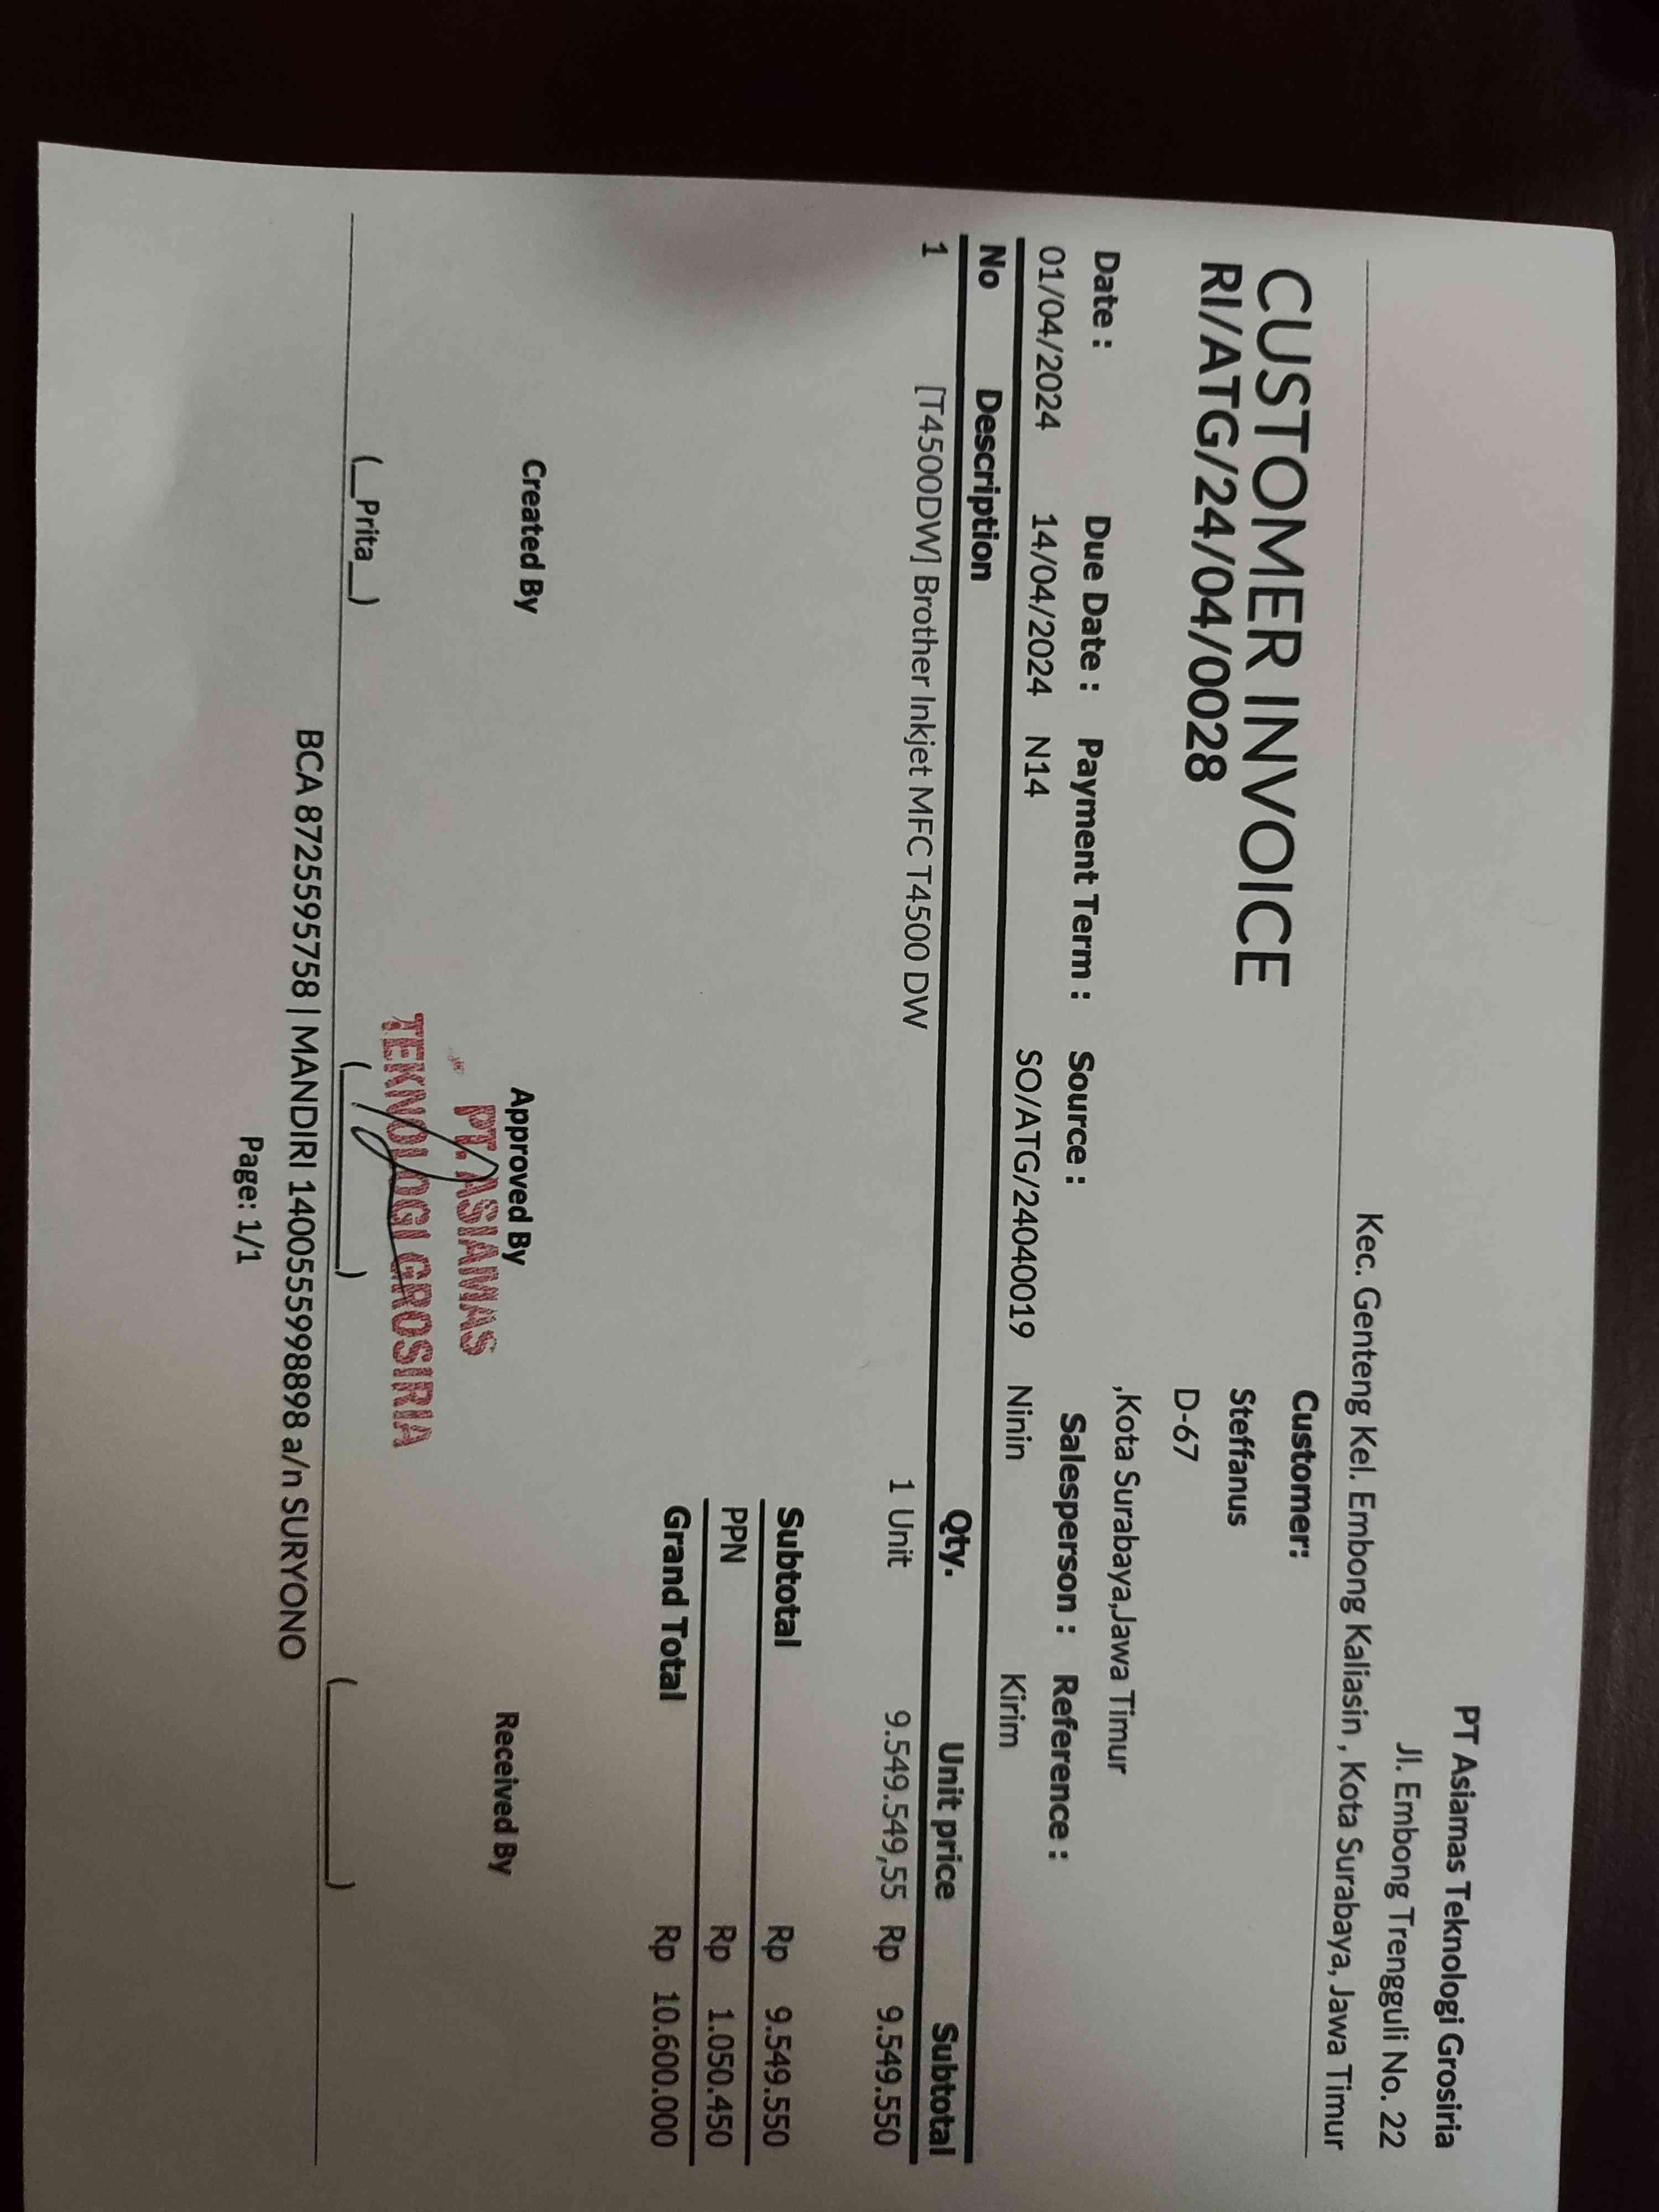 PT Asiamas Teknologi Grosiria
Jl. Embong Trengguli No. 22
Kec. Genteng Kel. Embong Kaliasin , Kota Surabaya, Jawa Timur
CUSTOMER INVOICE
RI/ATG/24/04/0028
Customer:
Steffanus
D-67
,Kota Surabaya,Jawa Timur
Date : Due Date : Payment Term : Source : Salesperson : Reference :
01/04/2024 14/04/2024 N14 SO/ATG/24040019 Ninin Kirim
No Description Qty. Unit price Subtotal
1 [T4500DW] Brother Inkjet MFC T4500 DW 1 Unit 9.549.549,55 Rp 9.549.550
Subtotal Rp 9.549.550
PPN Rp 1.050.450
Grand Total Rp 10.600.000
Created By Approved By Received By
PT. ASIAMAS
TEKNOLOGI GROSIRIA
(__Prita__) (__________) (__________)
BCA 8725595758 | MANDIRI 1400555998898 a/n SURYONO
Page: 1/1